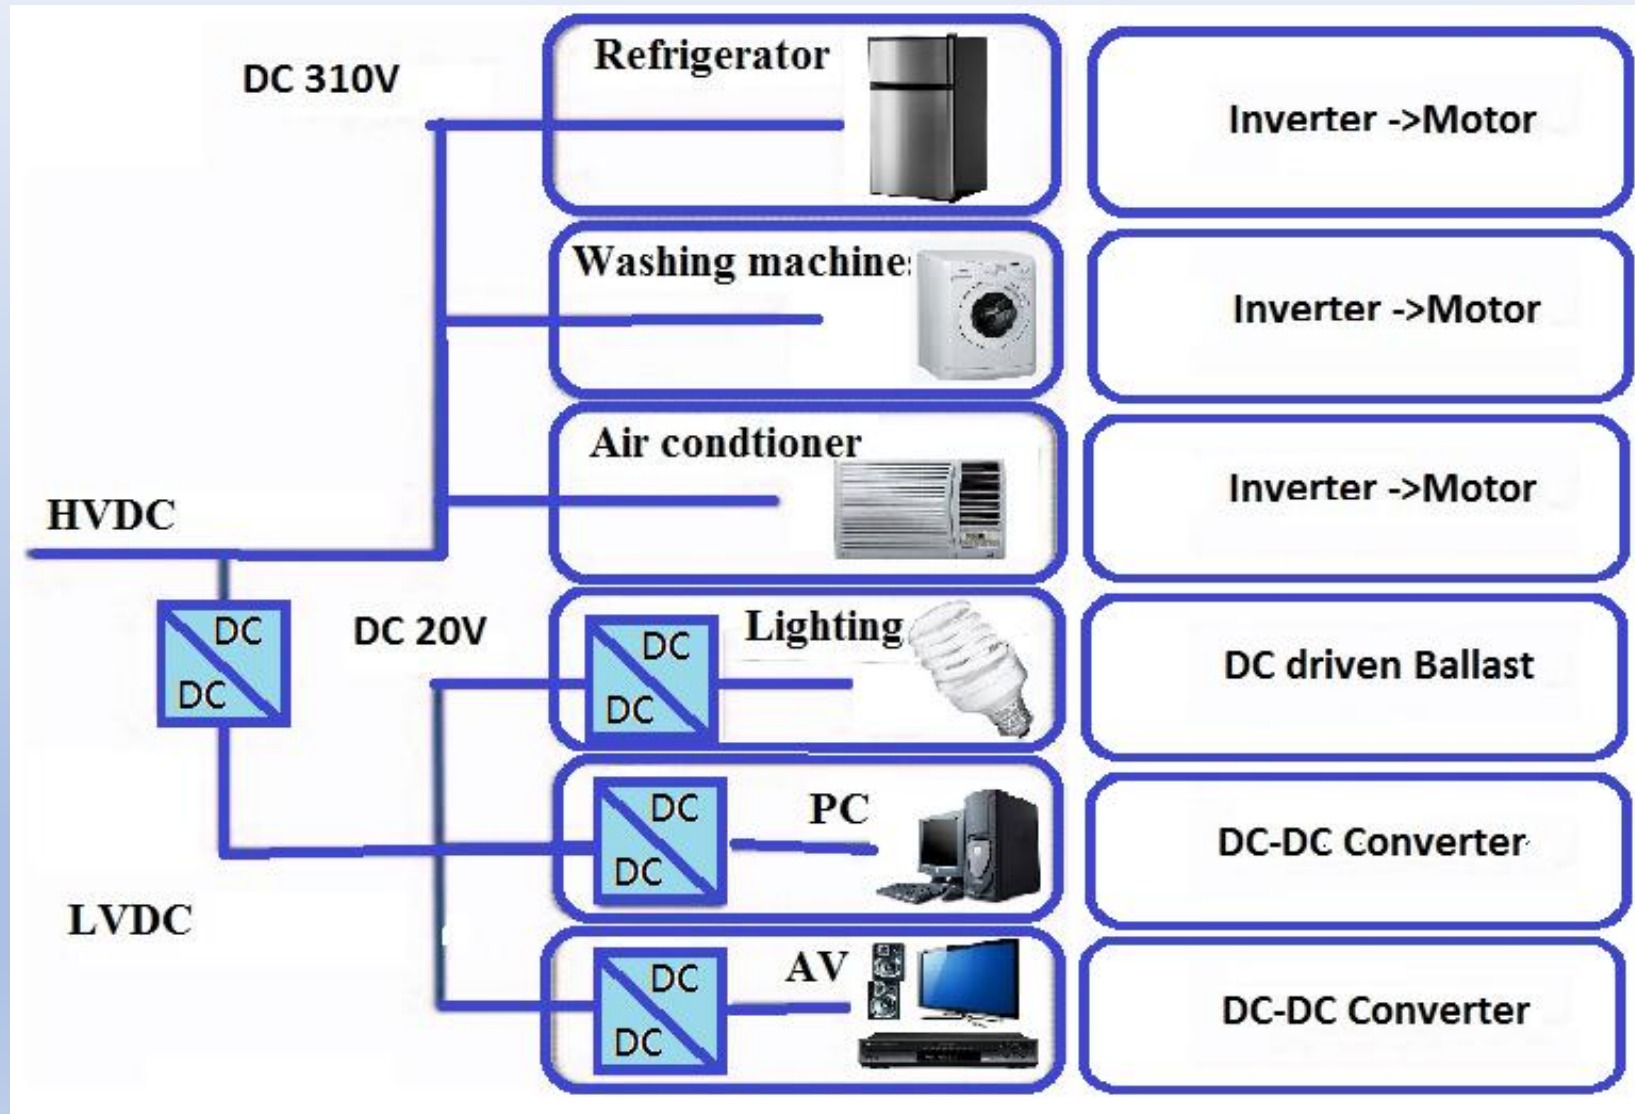 DC 310V
Refrigerator
Inverter ->Motor
Washing machines
Inverter ->Motor
Air condtioner
Inverter ->Motor
HVDC
DC
DC
DC 20V
DC
DC
Lighting
DC driven Ballast
DC
DC
PC
DC-DC Converter
LVDC
DC
DC
AV
DC-DC Converter